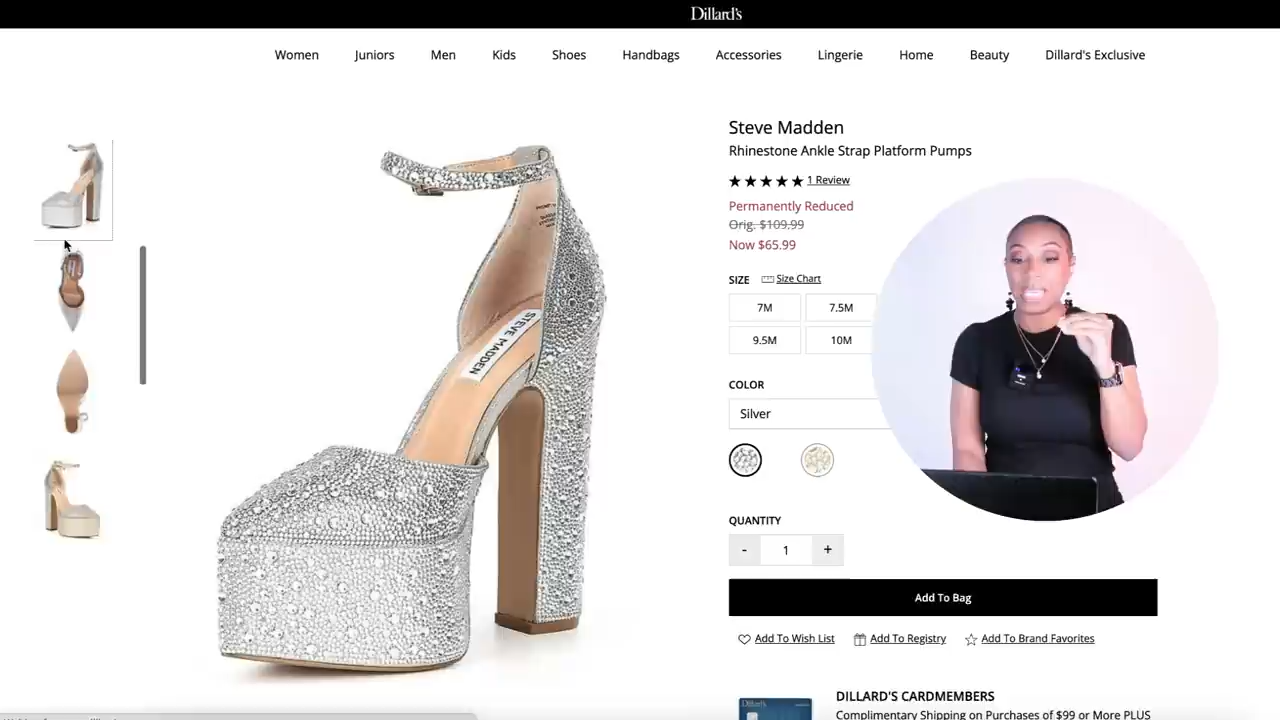 Dillard's
Women Juniors Men Kids Shoes Handbags Accessories Lingerie Home Beauty Dillard's Exclusive
Steve Madden
Rhinestone Ankle Strap Platform Pumps
1 Review
Permanently Reduced
Orig. $109.99
Now $65.99
SIZE Size Chart
7M 7.5M
9.5M 10M
COLOR
Silver
QUANTITY
- 1 +
Add To Bag
Add To Wish List Add To Registry Add To Brand Favorites
DILLARD'S CARDMEMBERS
Complimentary Shipping on Purchases of $99 or More PLUS
STEVE MADDEN
Dillard's